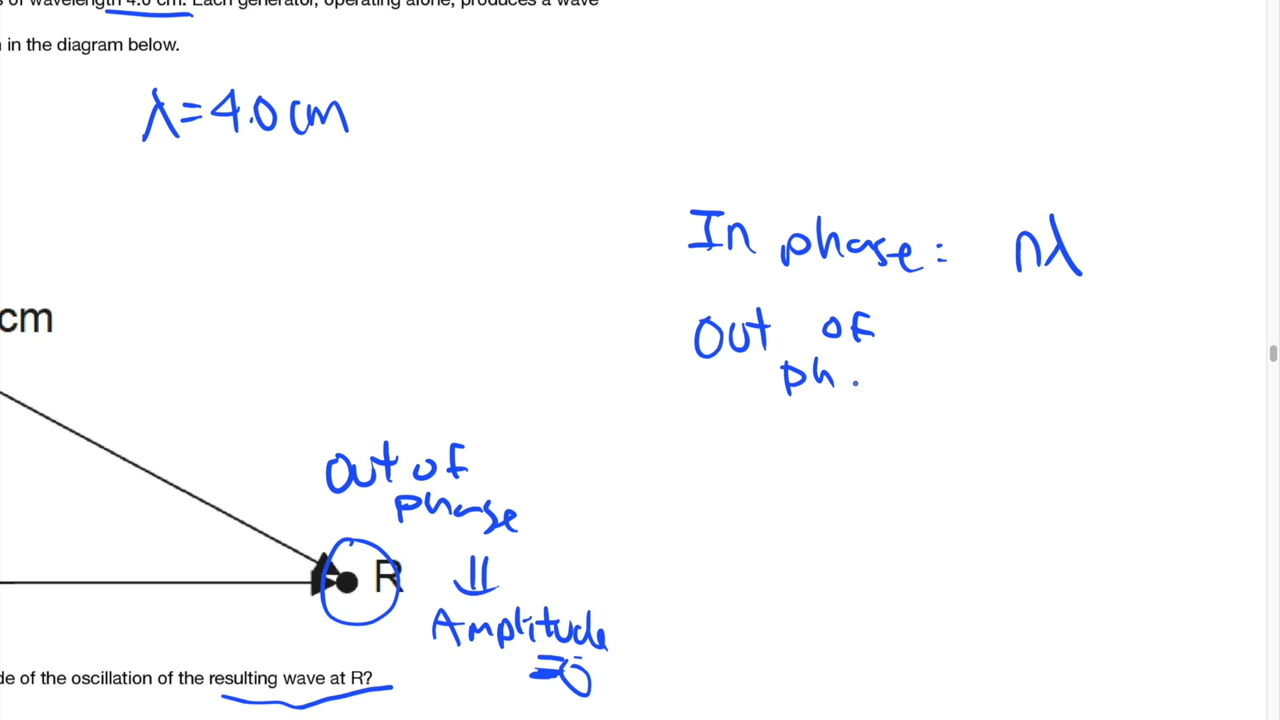 of wavelength 4.0 cm. Each generator, operating alone, produces a wave
in the diagram below.
λ = 4.0 cm
In phase: nλ
cm
Out of
ph.
Out of
phase
R
Amplitude
= 0
de of the oscillation of the resulting wave at R?